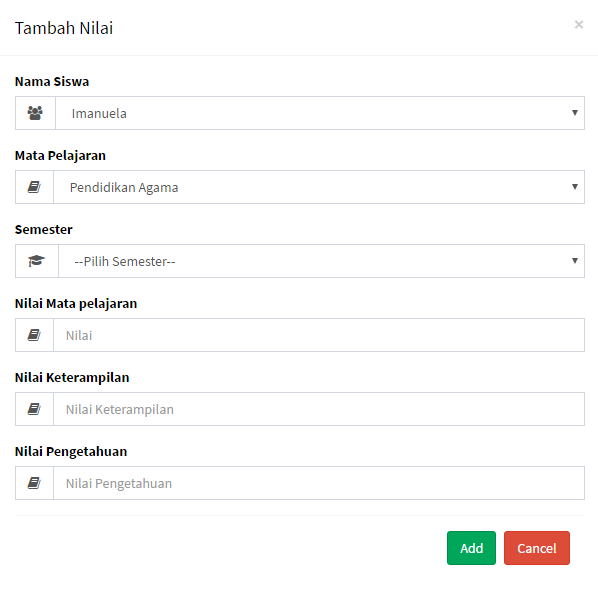 Tambah Nilai ×
Nama Siswa
Imanuela
Mata Pelajaran
Pendidikan Agama
Semester
--Pilih Semester--
Nilai Mata pelajaran
Nilai
Nilai Keterampilan
Nilai Keterampilan
Nilai Pengetahuan
Nilai Pengetahuan
Add Cancel